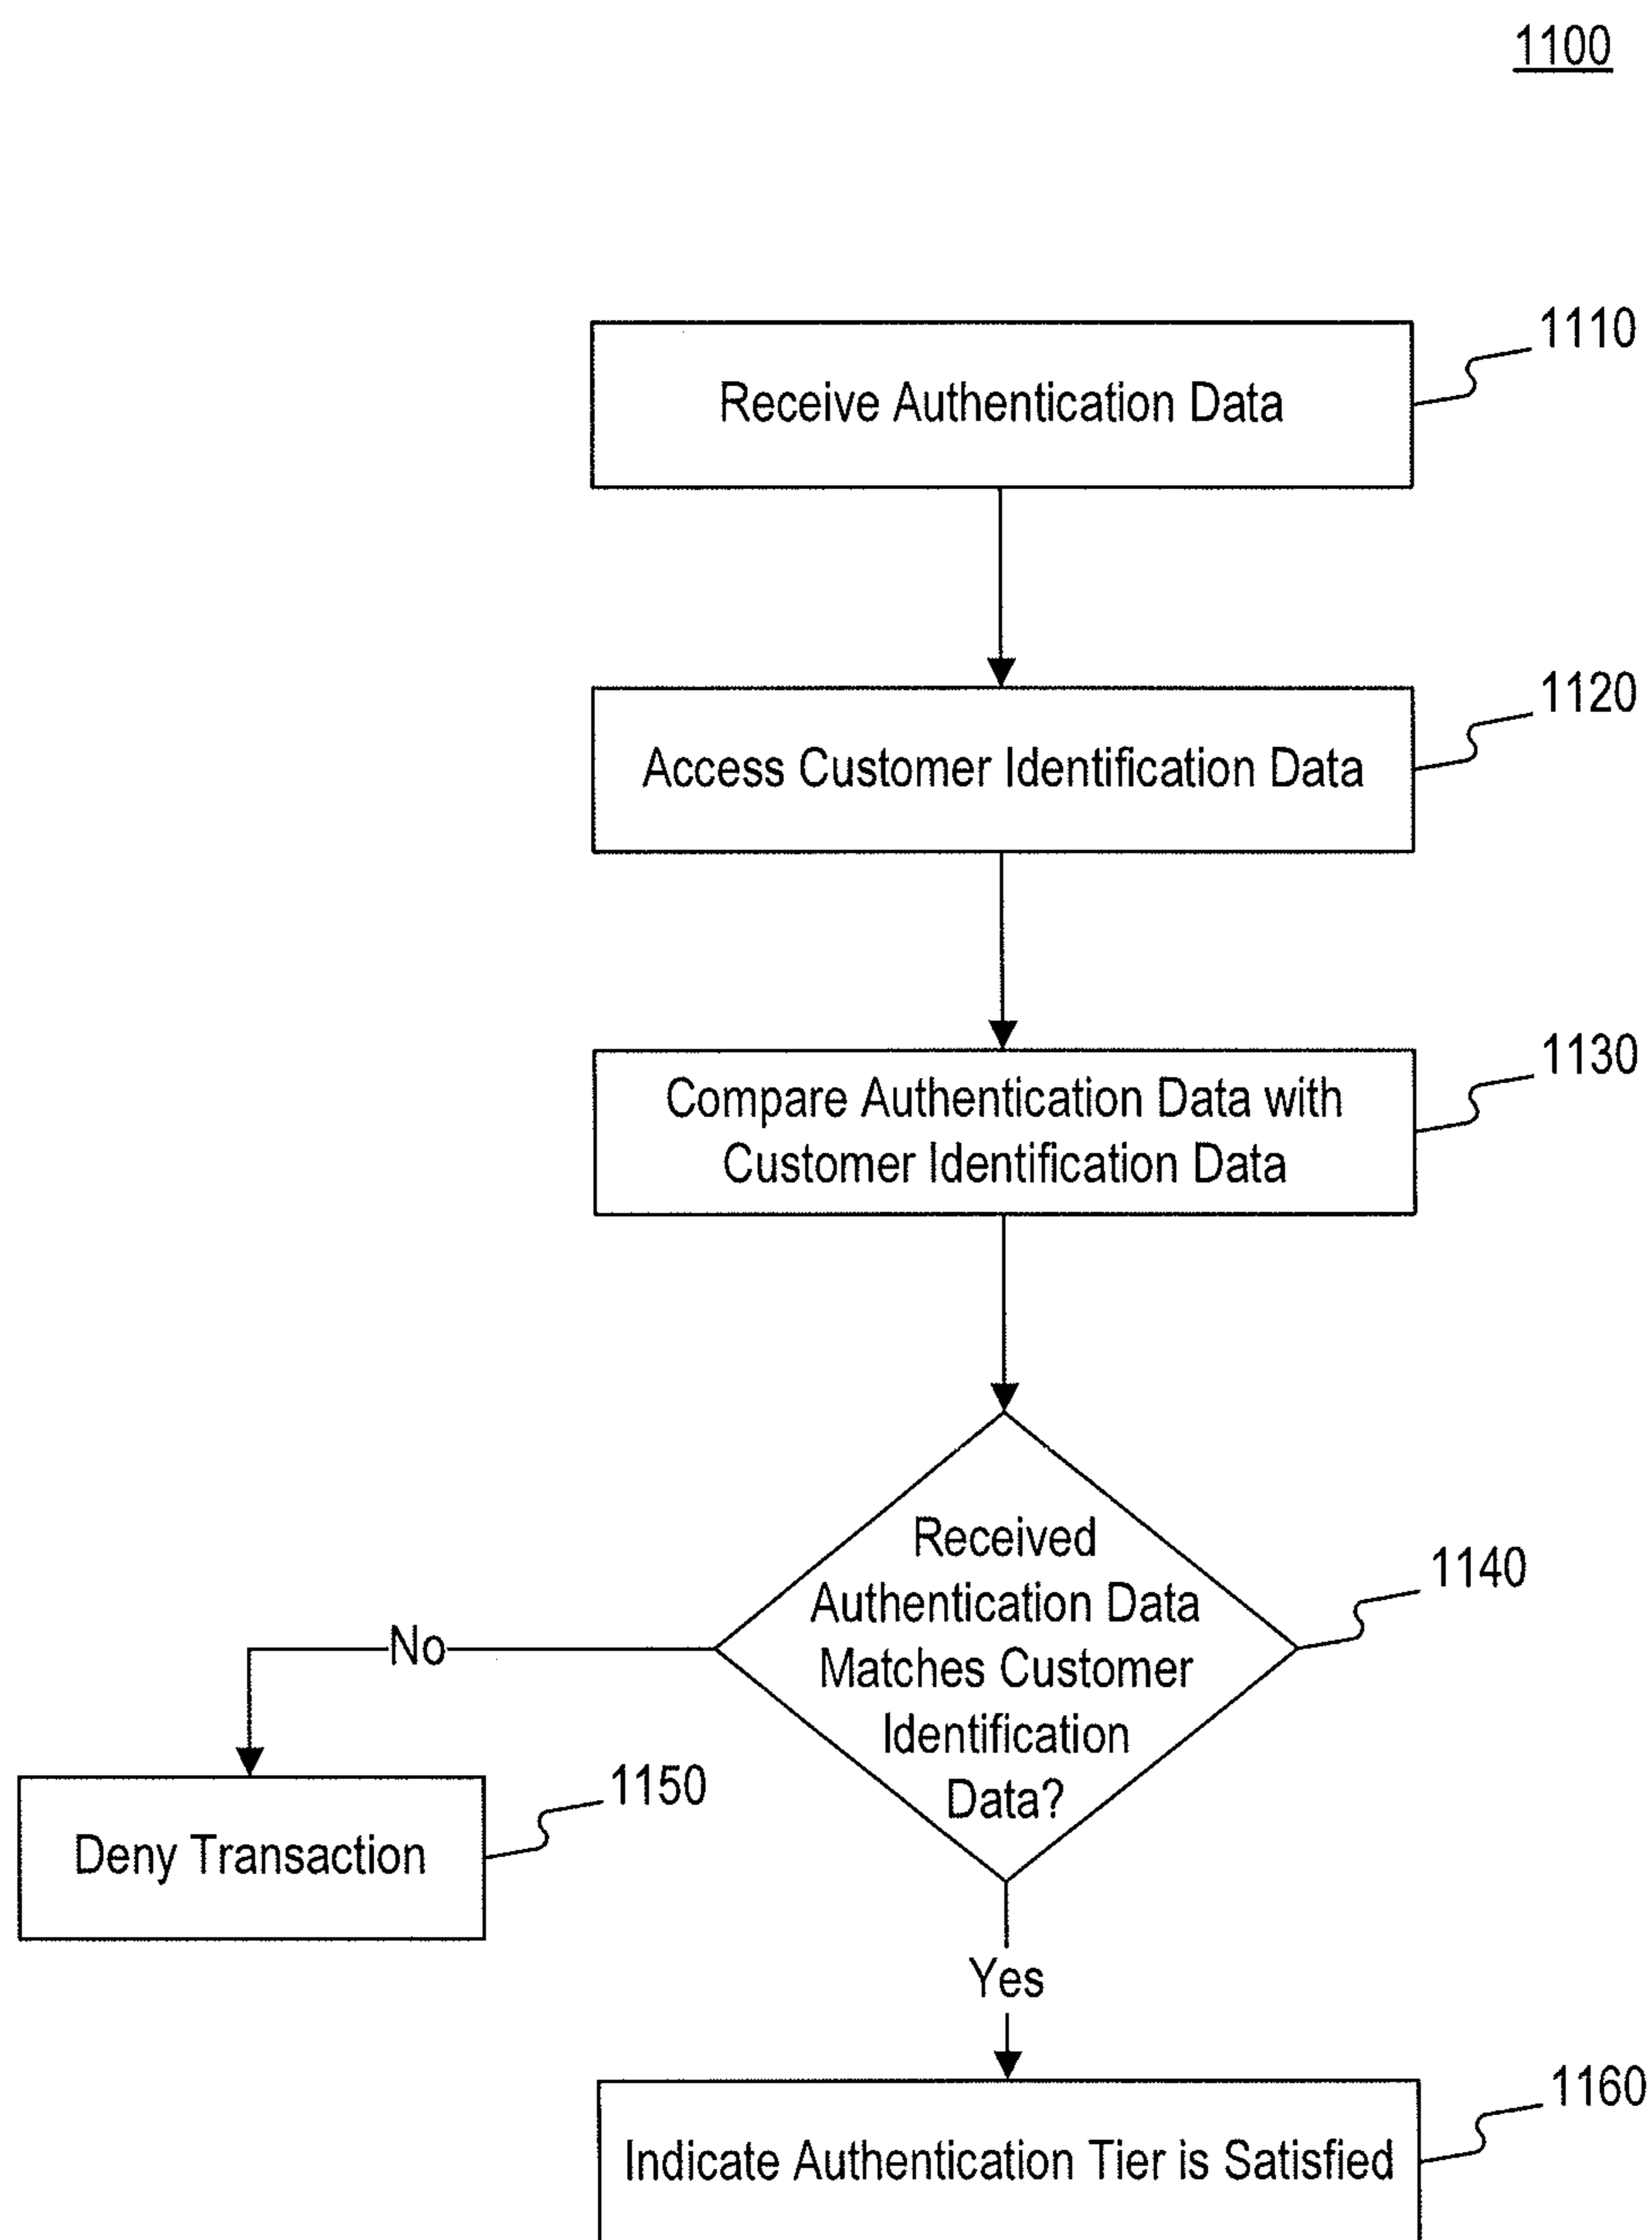 1100
1110
Receive Authentication Data
1120
Access Customer Identification Data
1130
Compare Authentication Data with
Customer Identification Data
Received
Authentication Data
Matches Customer
Identification
Data?
1140
No
1150
Deny Transaction
Yes
1160
Indicate Authentication Tier is Satisfied